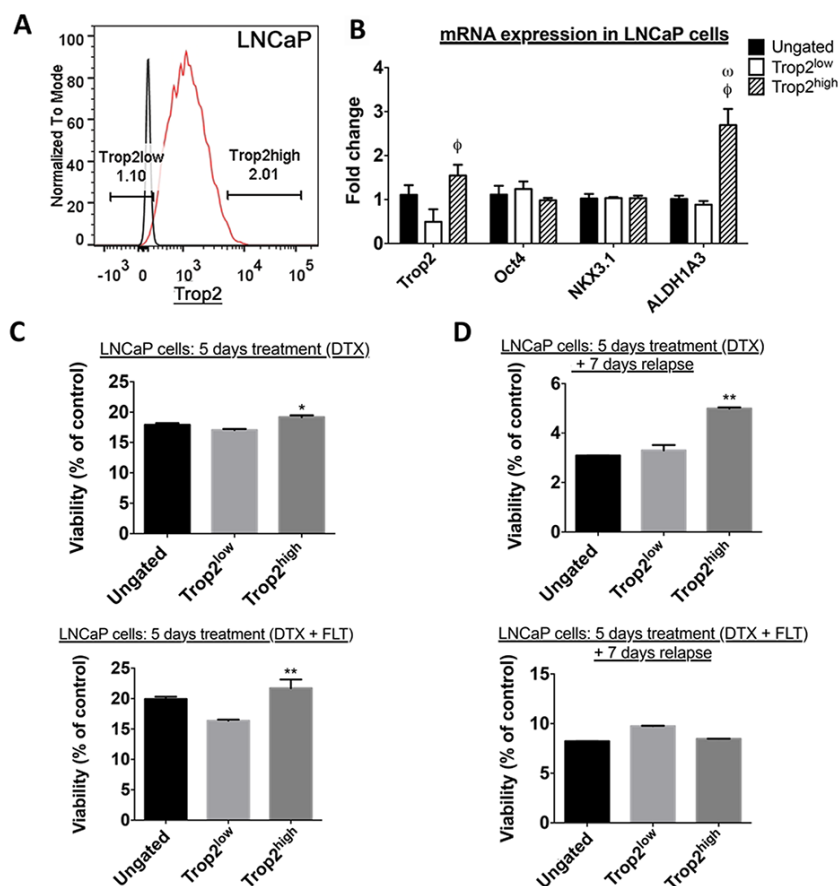 A
LNCaP
Normalized To Mode
100
80
60
40
20
0
Trop2low
1.10
Trop2high
2.01
-10³ 0 10³ 10⁴ 10⁵
Trop2
B
mRNA expression in LNCaP cells
Ungated
Trop2low
Trop2high
Fold change
4
3
2
1
0
ϕ
ω
ϕ
Trop2 Oct4 NKX3.1 ALDH1A3
C
LNCaP cells: 5 days treatment (DTX)
Viability (% of control)
25
20
15
10
5
0
*
Ungated Trop2low Trop2high
LNCaP cells: 5 days treatment (DTX + FLT)
Viability (% of control)
25
20
15
10
5
0
**
Ungated Trop2low Trop2high
D
LNCaP cells: 5 days treatment (DTX)
+ 7 days relapse
Viability (% of control)
6
4
2
0
**
Ungated Trop2low Trop2high
LNCaP cells: 5 days treatment (DTX + FLT)
+ 7 days relapse
Viability (% of control)
15
10
5
0
Ungated Trop2low Trop2high